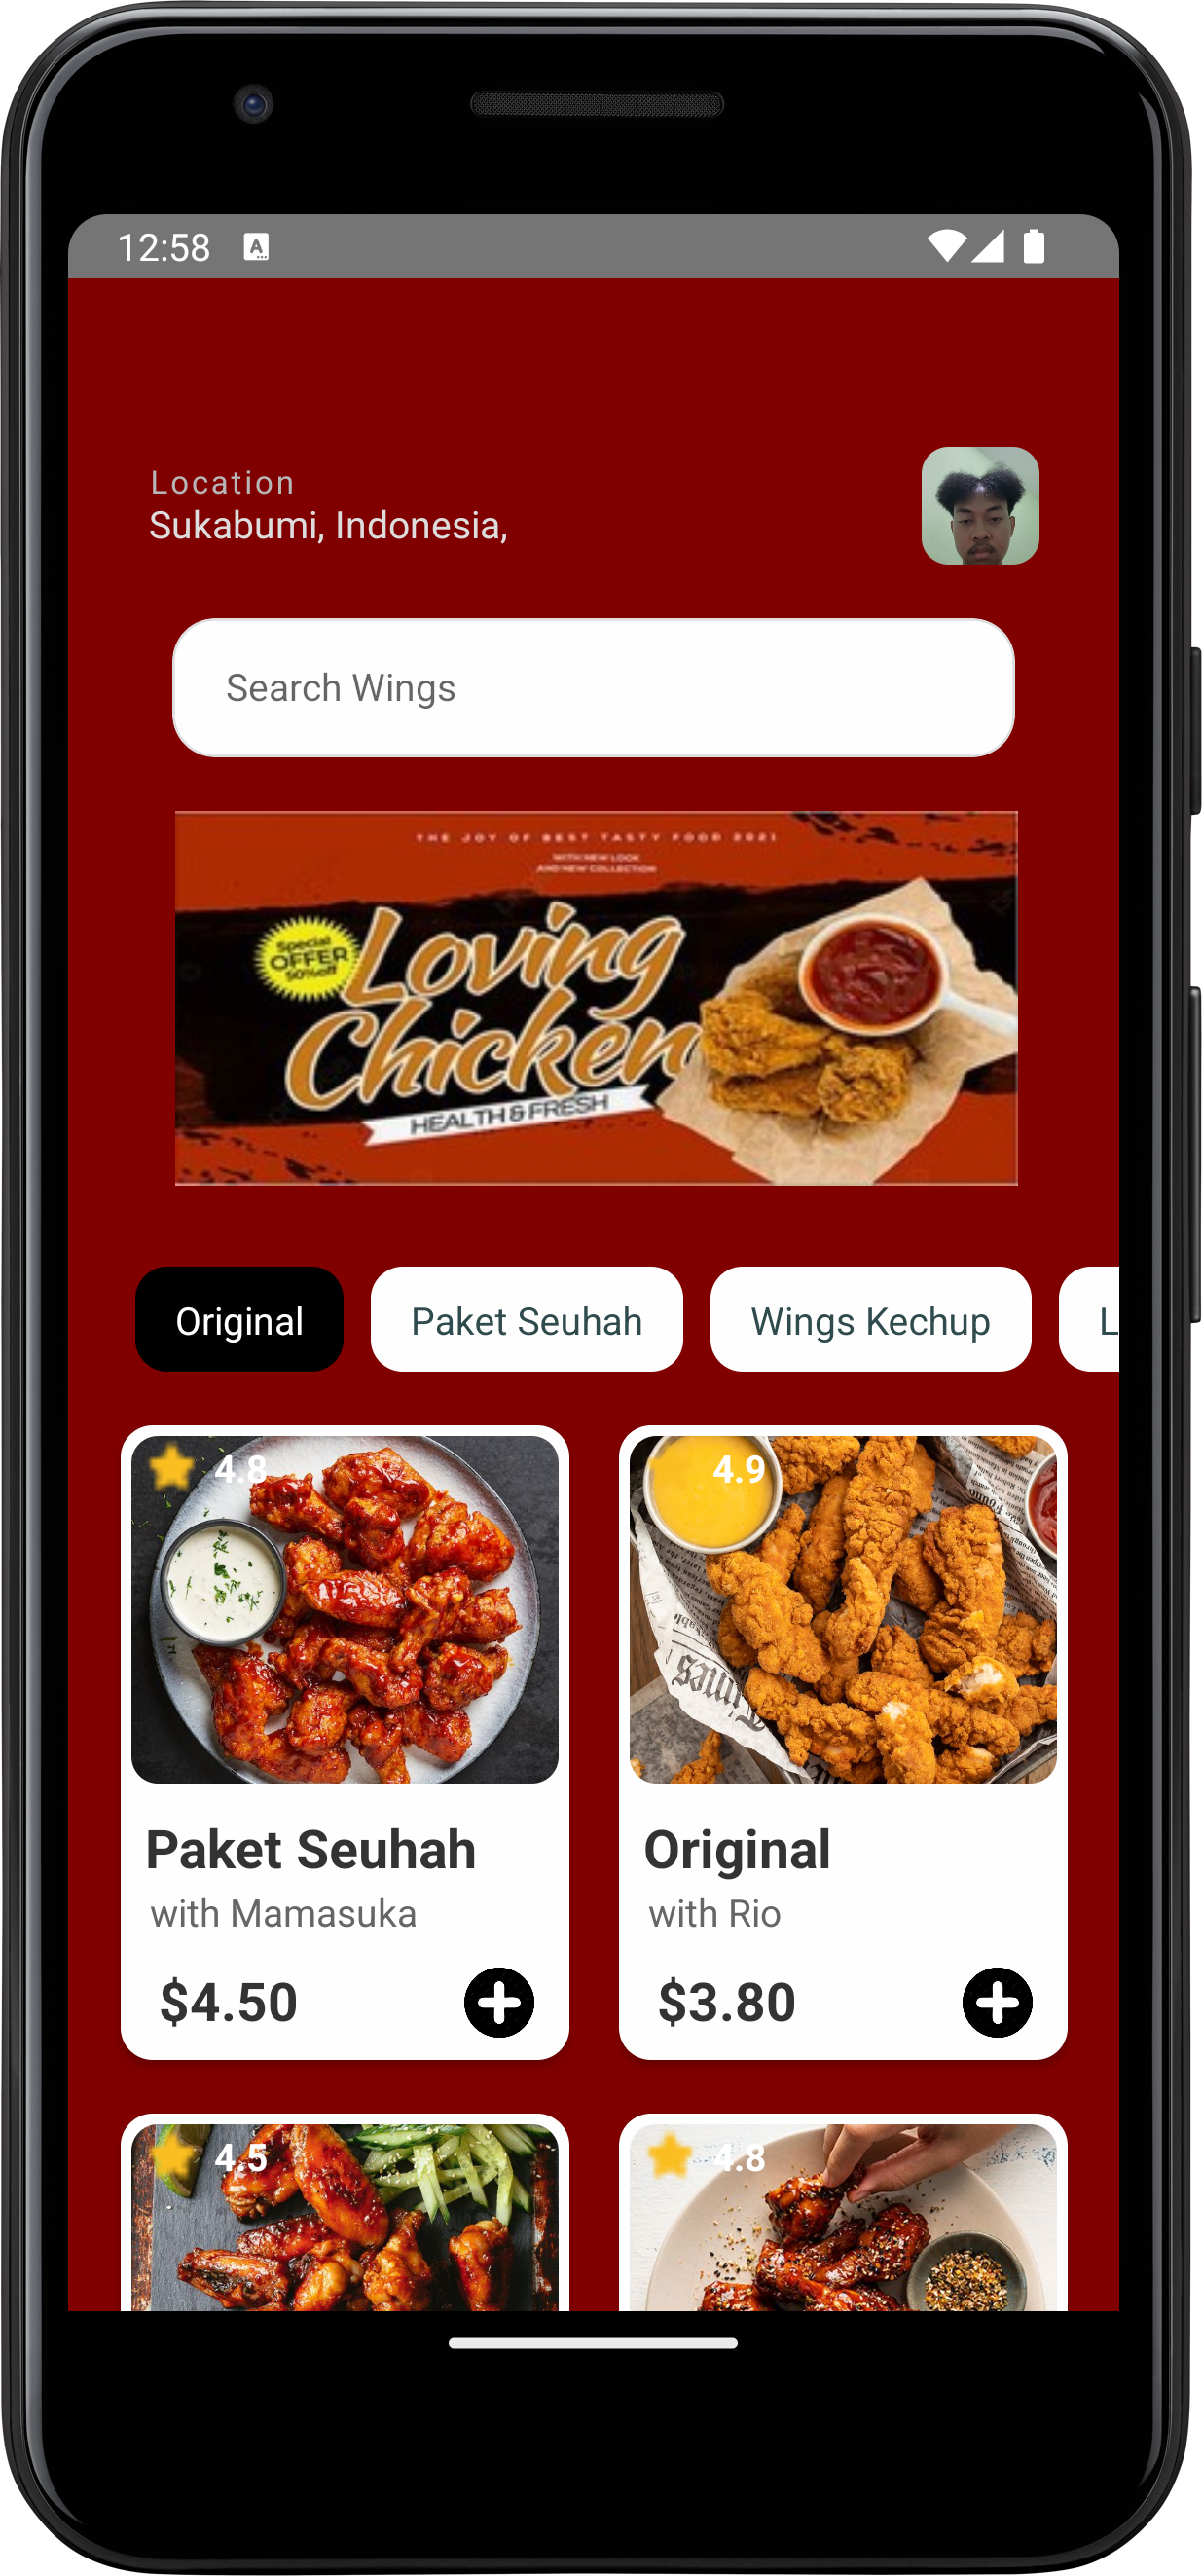 12:58
A
Location
Sukabumi, Indonesia,
Search Wings
THE JOY OF BEST TASTY FOOD 2021
WITH NEW LOOK
AND NEW COLLECTION
Special
OFFER
50%off
Loving
Chicken
HEALTH & FRESH
Original
Paket Seuhah
Wings Kechup
L
4.8
4.9
Times
Paket Seuhah
Original
with Mamasuka
with Rio
$4.50
$3.80
4.5
4.8